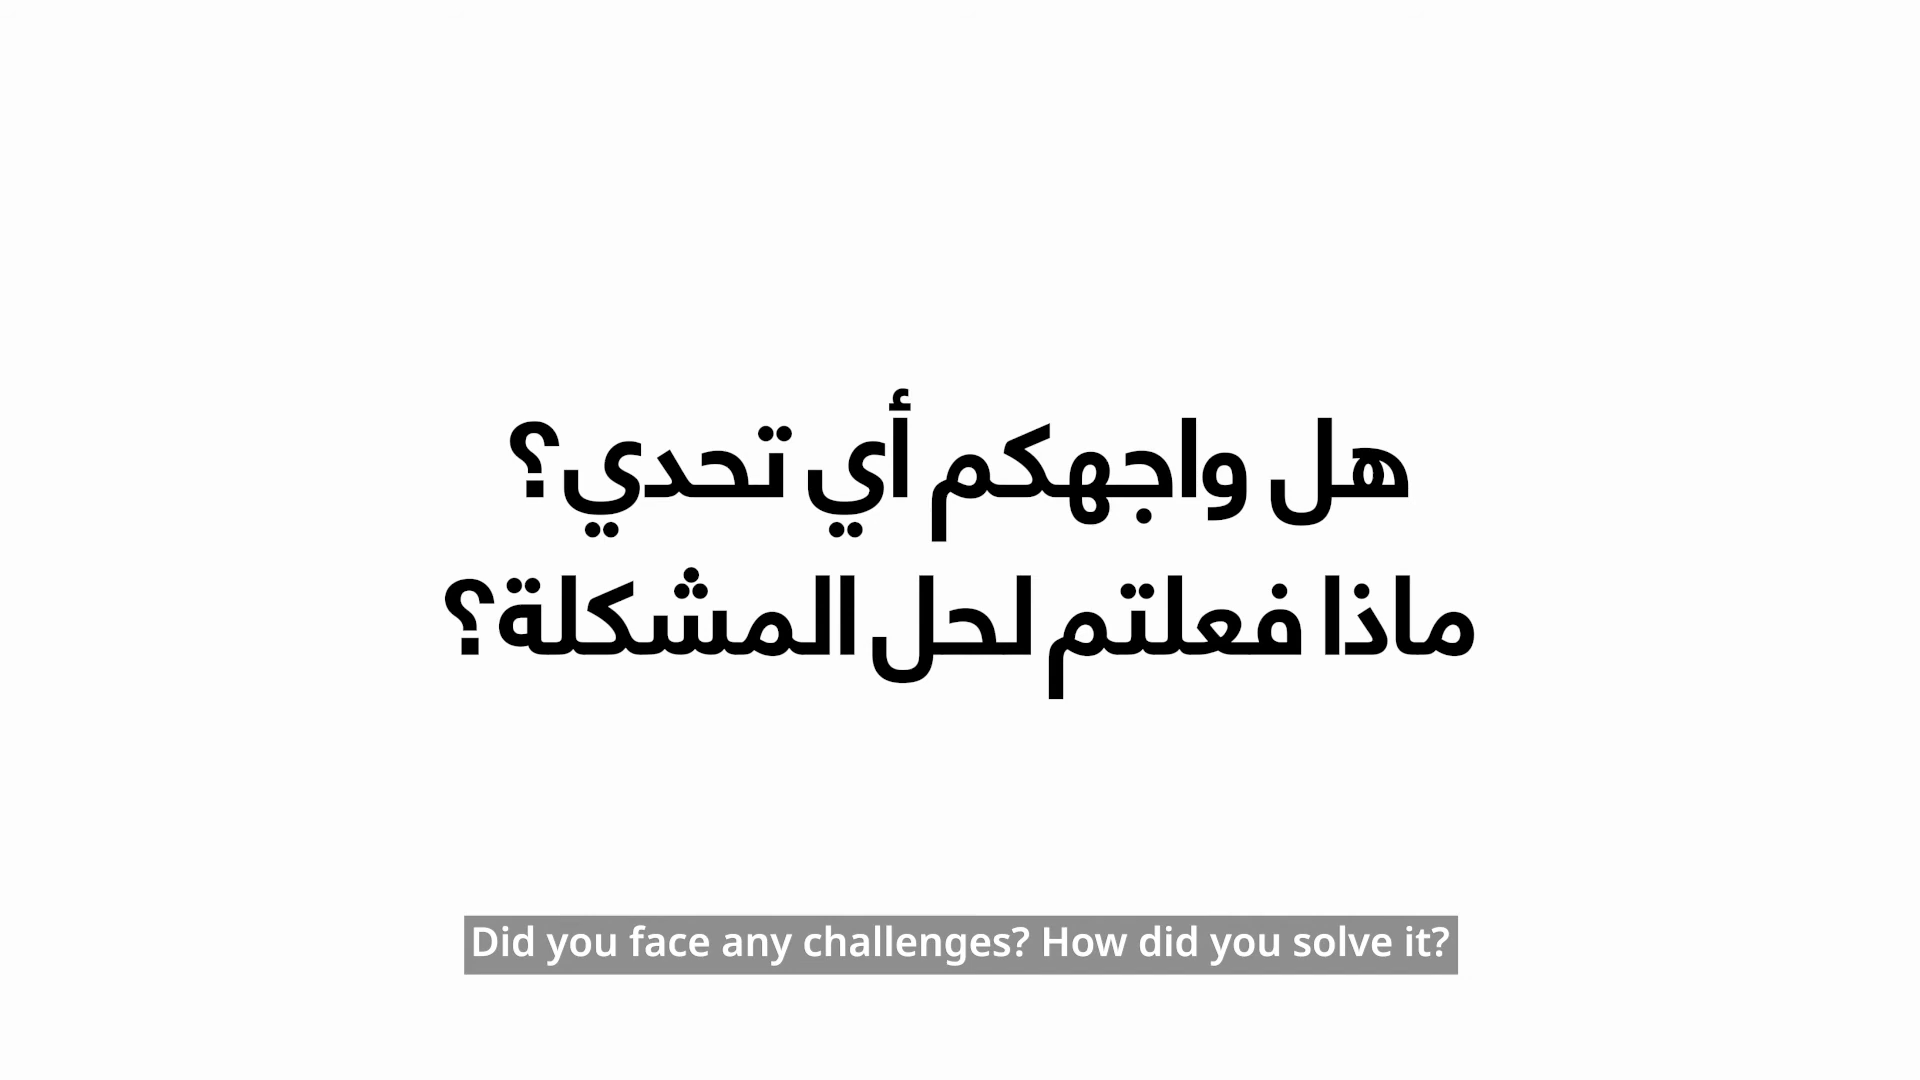 هل واجهكم أي تحدي؟
ماذا فعلتم لحل المشكلة؟
Did you face any challenges? How did you solve it?